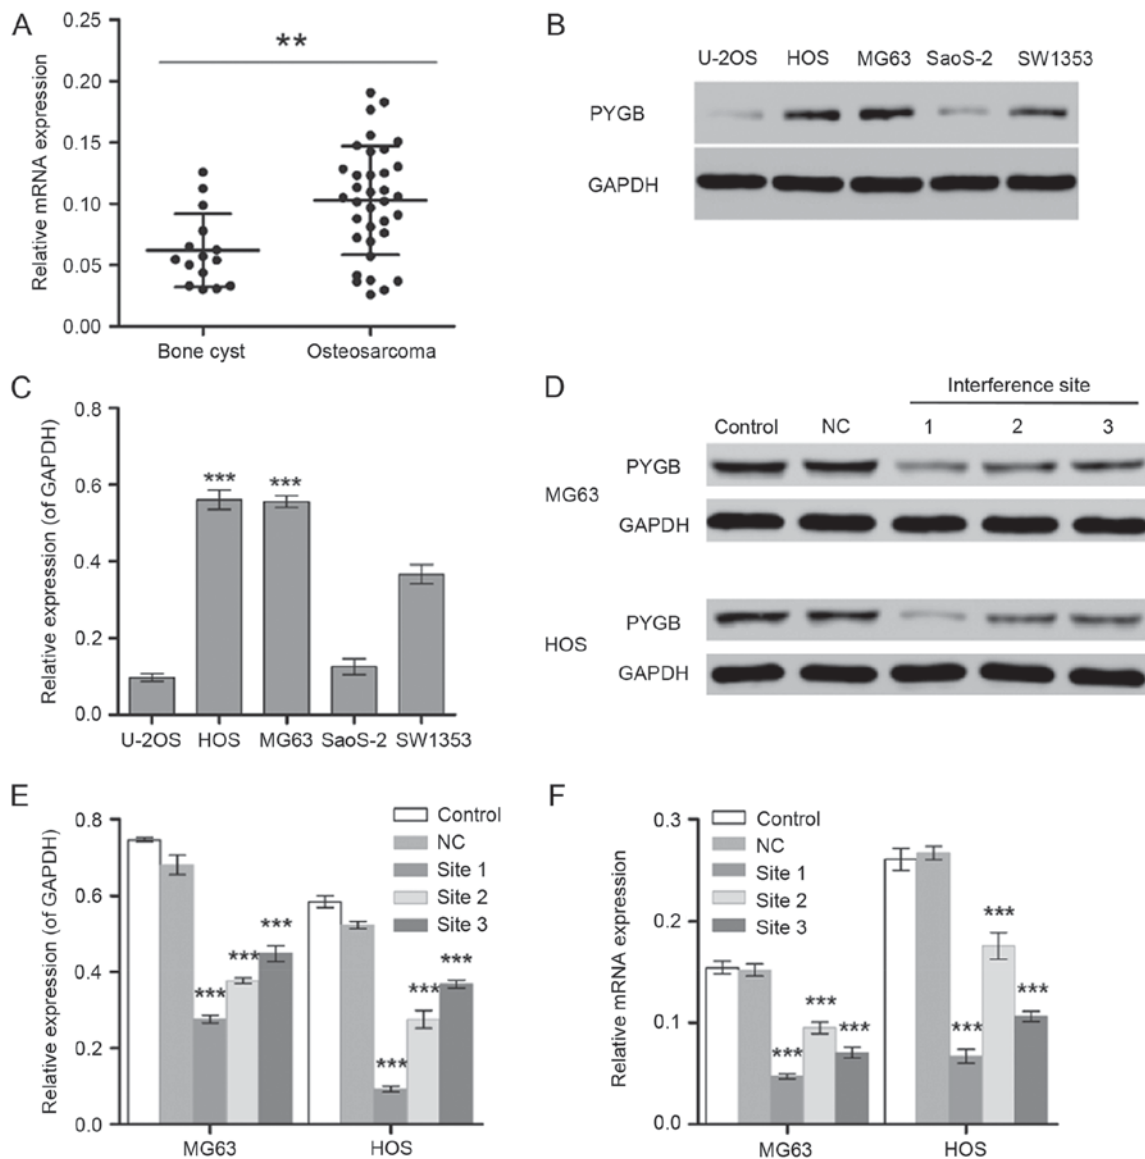 A
0.25
0.20
0.15
0.10
0.05
0.00
Relative mRNA expression
**
Bone cyst
Osteosarcoma
B
U-2OS HOS MG63 SaoS-2 SW1353
PYGB
GAPDH
C
0.8
0.6
0.4
0.2
0.0
Relative expression (of GAPDH)
*** ***
U-2OS HOS MG63 SaoS-2 SW1353
D
Interference site
Control NC 1 2 3
MG63
PYGB
GAPDH
HOS
PYGB
GAPDH
E
0.8
0.6
0.4
0.2
0.0
Relative expression (of GAPDH)
Control
NC
Site 1
Site 2
Site 3
*** *** ***
*** *** ***
MG63 HOS
F
0.3
0.2
0.1
0.0
Relative mRNA expression
Control
NC
Site 1
Site 2
Site 3
*** *** ***
*** *** ***
MG63 HOS